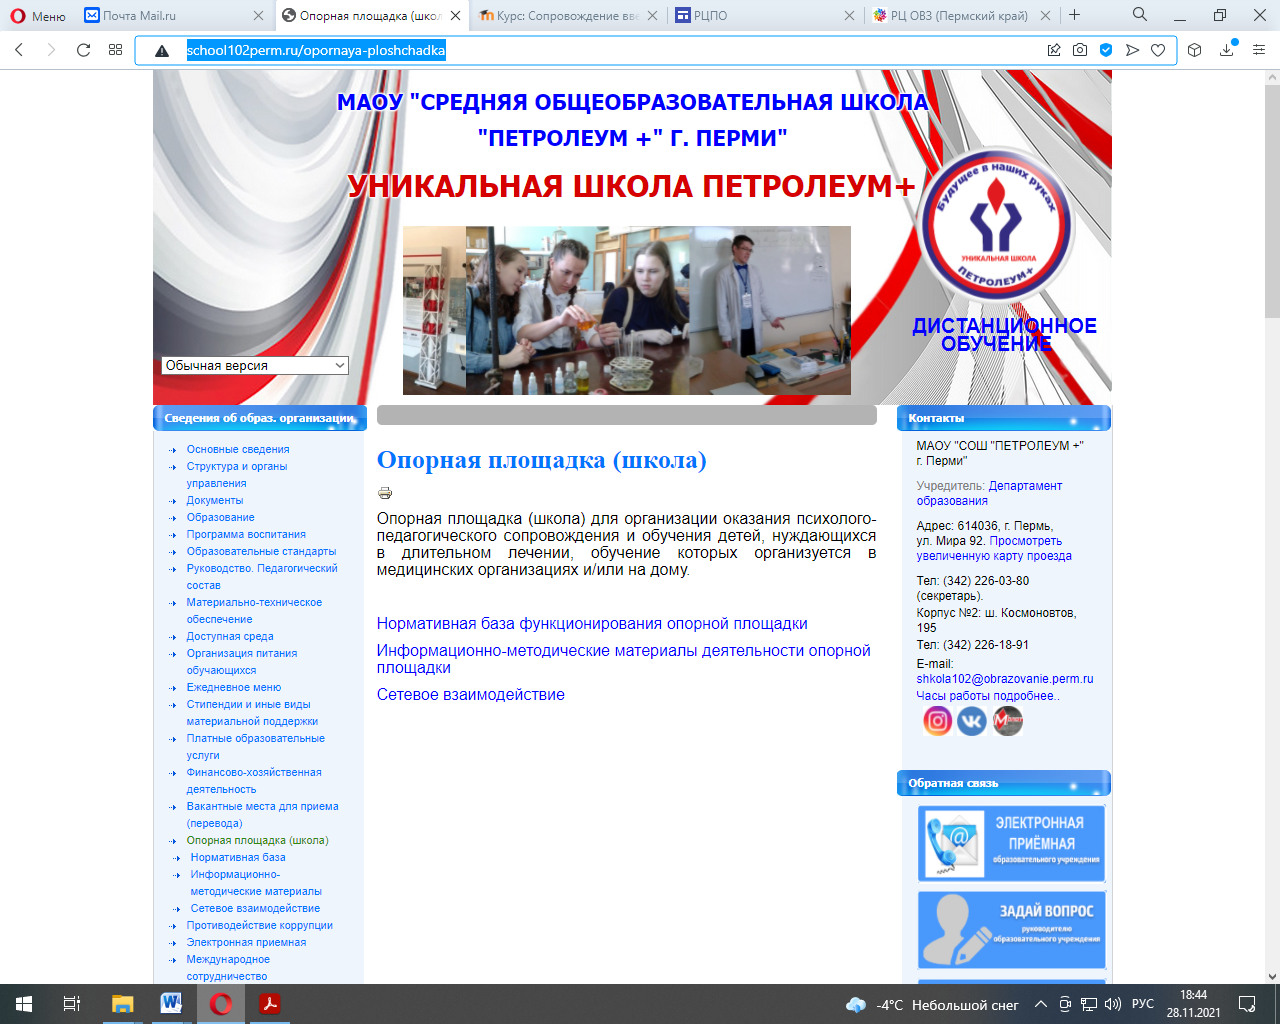 Меню
Почта Mail.ru
Опорная площадка (школ
Курс: Сопровождение вве
РЦПО
РЦ ОВЗ (Пермский край)
school102perm.ru/opornaya-ploshchadka
МАОУ "СРЕДНЯЯ ОБЩЕОБРАЗОВАТЕЛЬНАЯ ШКОЛА
"ПЕТРОЛЕУМ +" Г. ПЕРМИ"
УНИКАЛЬНАЯ ШКОЛА ПЕТРОЛЕУМ+
Будущее в наших руках
УНИКАЛЬНАЯ ШКОЛА
ПЕТРОЛЕУМ+
ДИСТАНЦИОННОЕ
ОБУЧЕНИЕ
Обычная версия
Сведения об образ. организации
Основные сведения
Структура и органы
управления
Документы
Образование
Программа воспитания
Образовательные стандарты
Руководство. Педагогический
состав
Материально-техническое
обеспечение
Доступная среда
Организация питания
обучающихся
Ежедневное меню
Стипендии и иные виды
материальной поддержки
Платные образовательные
услуги
Финансово-хозяйственная
деятельность
Вакантные места для приема
(перевода)
Опорная площадка (школа)
Нормативная база
Информационно-
методические материалы
Сетевое взаимодействие
Противодействие коррупции
Электронная приемная
Международное
сотрудничество
Опорная площадка (школа)
Опорная площадка (школа) для организации оказания психолого-
педагогического сопровождения и обучения детей, нуждающихся
в длительном лечении, обучение которых организуется в
медицинских организациях и/или на дому.
Нормативная база функционирования опорной площадки
Информационно-методические материалы деятельности опорной
площадки
Сетевое взаимодействие
Контакты
МАОУ "СОШ "ПЕТРОЛЕУМ +"
г. Перми"
Учредитель: Департамент
образования
Адрес: 614036, г. Пермь,
ул. Мира 92. Просмотреть
увеличенную карту проезда
Тел: (342) 226-03-80
(секретарь).
Корпус №2: ш. Космоновтов,
195
Тел: (342) 226-18-91
E-mail:
shkola102@obrazovanie.perm.ru
Часы работы подробнее..
Обратная связь
ЭЛЕКТРОННАЯ
ПРИЁМНАЯ
образовательного учреждения
ЗАДАЙ ВОПРОС
руководителю
образовательного учреждения
-4°C Небольшой снег
РУС
18:44
28.11.2021